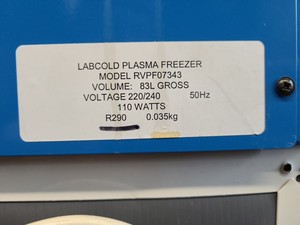 LABCOLD PLASMA FREEZER
MODEL RVPF07343
VOLUME: 83L GROSS
VOLTAGE 220/240 50Hz
110 WATTS
R290 0.035kg